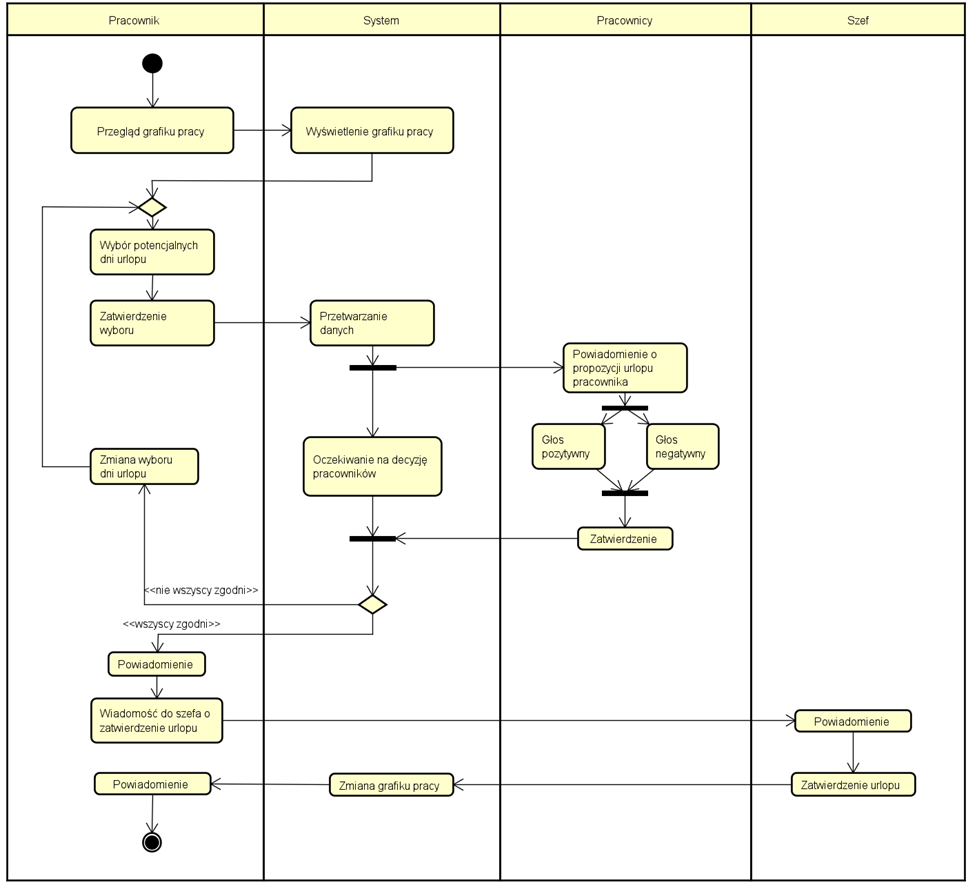 Pracownik
System
Pracownicy
Szef
Przegląd grafiku pracy
Wyświetlenie grafiku pracy
Wybór potencjalnych
dni urlopu
Zatwierdzenie
wyboru
Przetwarzanie
danych
Powiadomienie o
propozycji urlopu
pracownika
Głos
pozytywny
Głos
negatywny
Zmiana wyboru
dni urlopu
Oczekiwanie na decyzję
pracowników
Zatwierdzenie
<<nie wszyscy zgodni>>
<<wszyscy zgodni>>
Powiadomienie
Wiadomość do szefa o
zatwierdzenie urlopu
Powiadomienie
Powiadomienie
Zmiana grafiku pracy
Zatwierdzenie urlopu